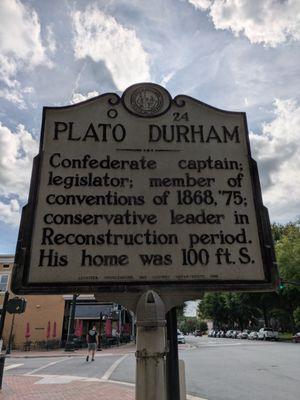 O 24
PLATO DURHAM
Confederate captain;
legislator; member of
conventions of 1868, '75;
conservative leader in
Reconstruction period.
His home was 100 ft. S.